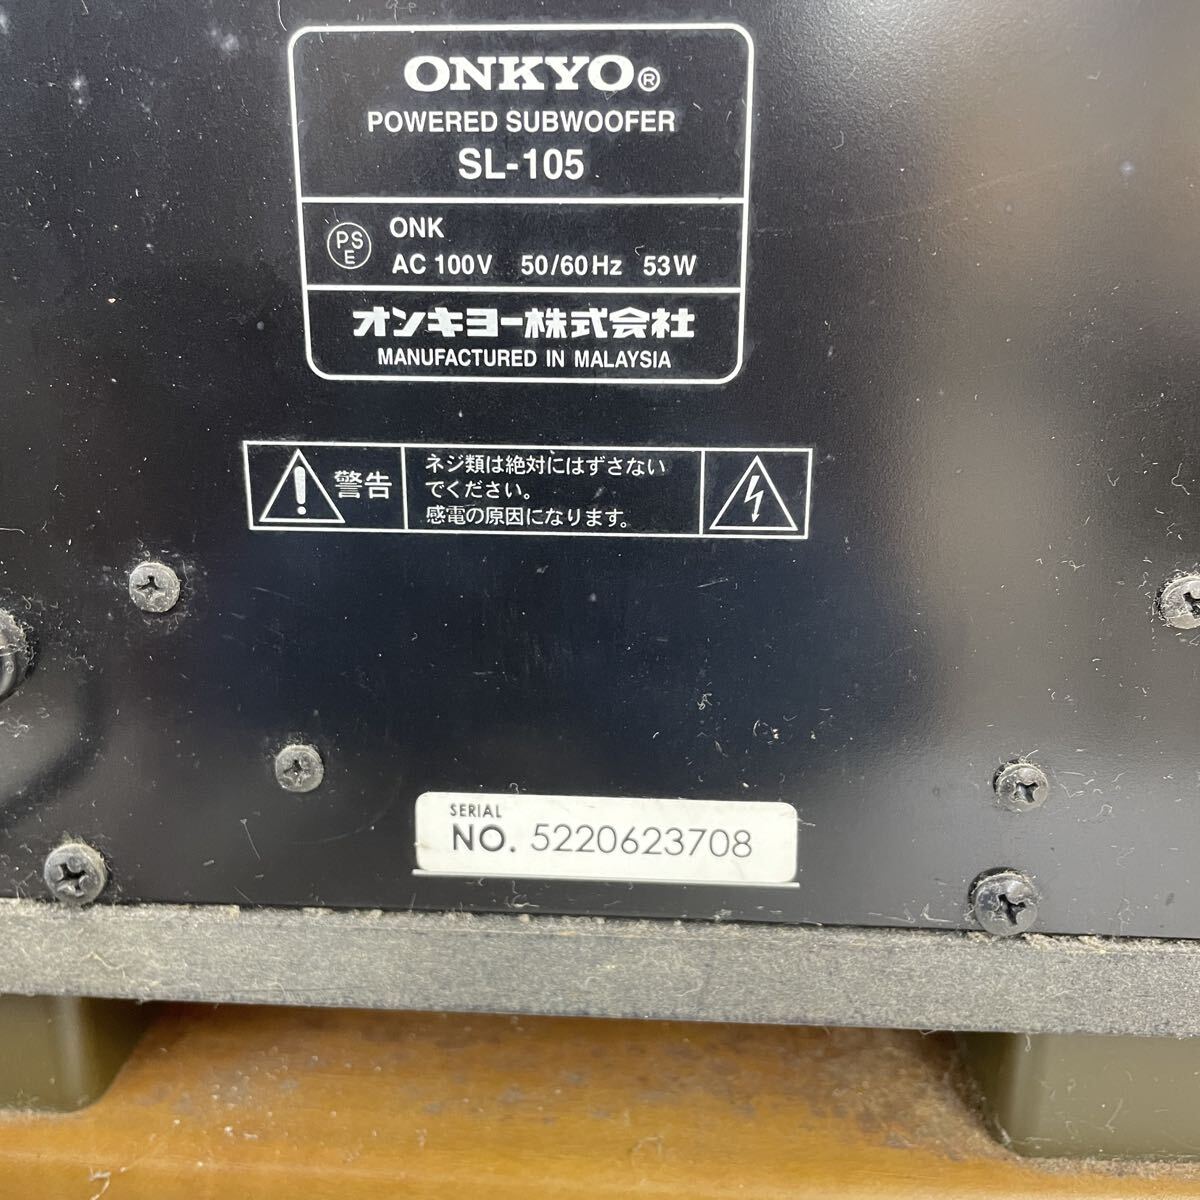 ONKYO®
POWERED SUBWOOFER
SL-105
PSE
ONK
AC 100V 50/60Hz 53W
オンキヨー株式会社
MANUFACTURED IN MALAYSIA
警告
ネジ類は絶対にはずさない
でください。
感電の原因になります。
SERIAL
NO. 5220623708